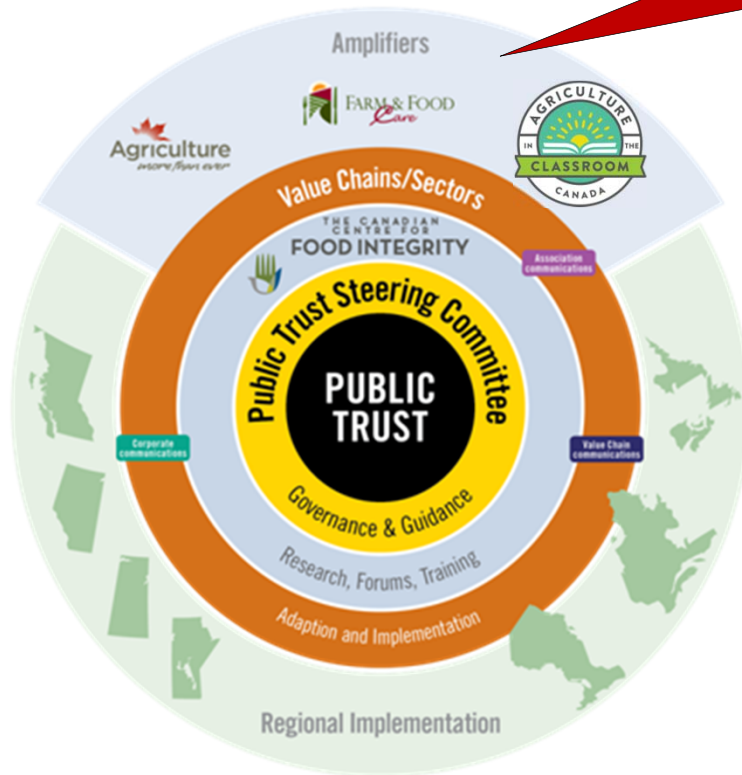 Amplifiers
FARM & FOOD
Care
Agriculture
more than ever
AGRICULTURE
IN THE
CLASSROOM
CANADA
Value Chains/Sectors
THE CANADIAN
CENTRE FOR
FOOD INTEGRITY
Association
communications
Public Trust Steering Committee
PUBLIC
TRUST
Corporate
communications
Value Chain
communications
Governance & Guidance
Research, Forums, Training
Adaption and Implementation
Regional Implementation